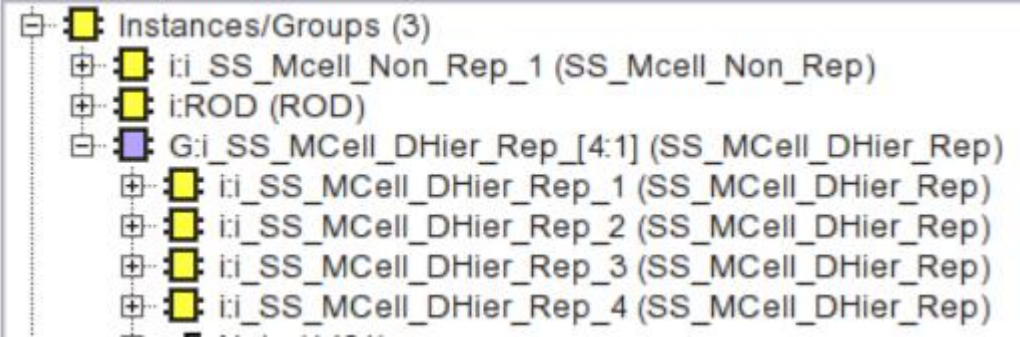 Instances/Groups (3)
i:i_SS_Mcell_Non_Rep_1 (SS_Mcell_Non_Rep)
i:ROD (ROD)
G:i_SS_MCell_DHier_Rep_[4:1] (SS_MCell_DHier_Rep)
i:i_SS_MCell_DHier_Rep_1 (SS_MCell_DHier_Rep)
i:i_SS_MCell_DHier_Rep_2 (SS_MCell_DHier_Rep)
i:i_SS_MCell_DHier_Rep_3 (SS_MCell_DHier_Rep)
i:i_SS_MCell_DHier_Rep_4 (SS_MCell_DHier_Rep)